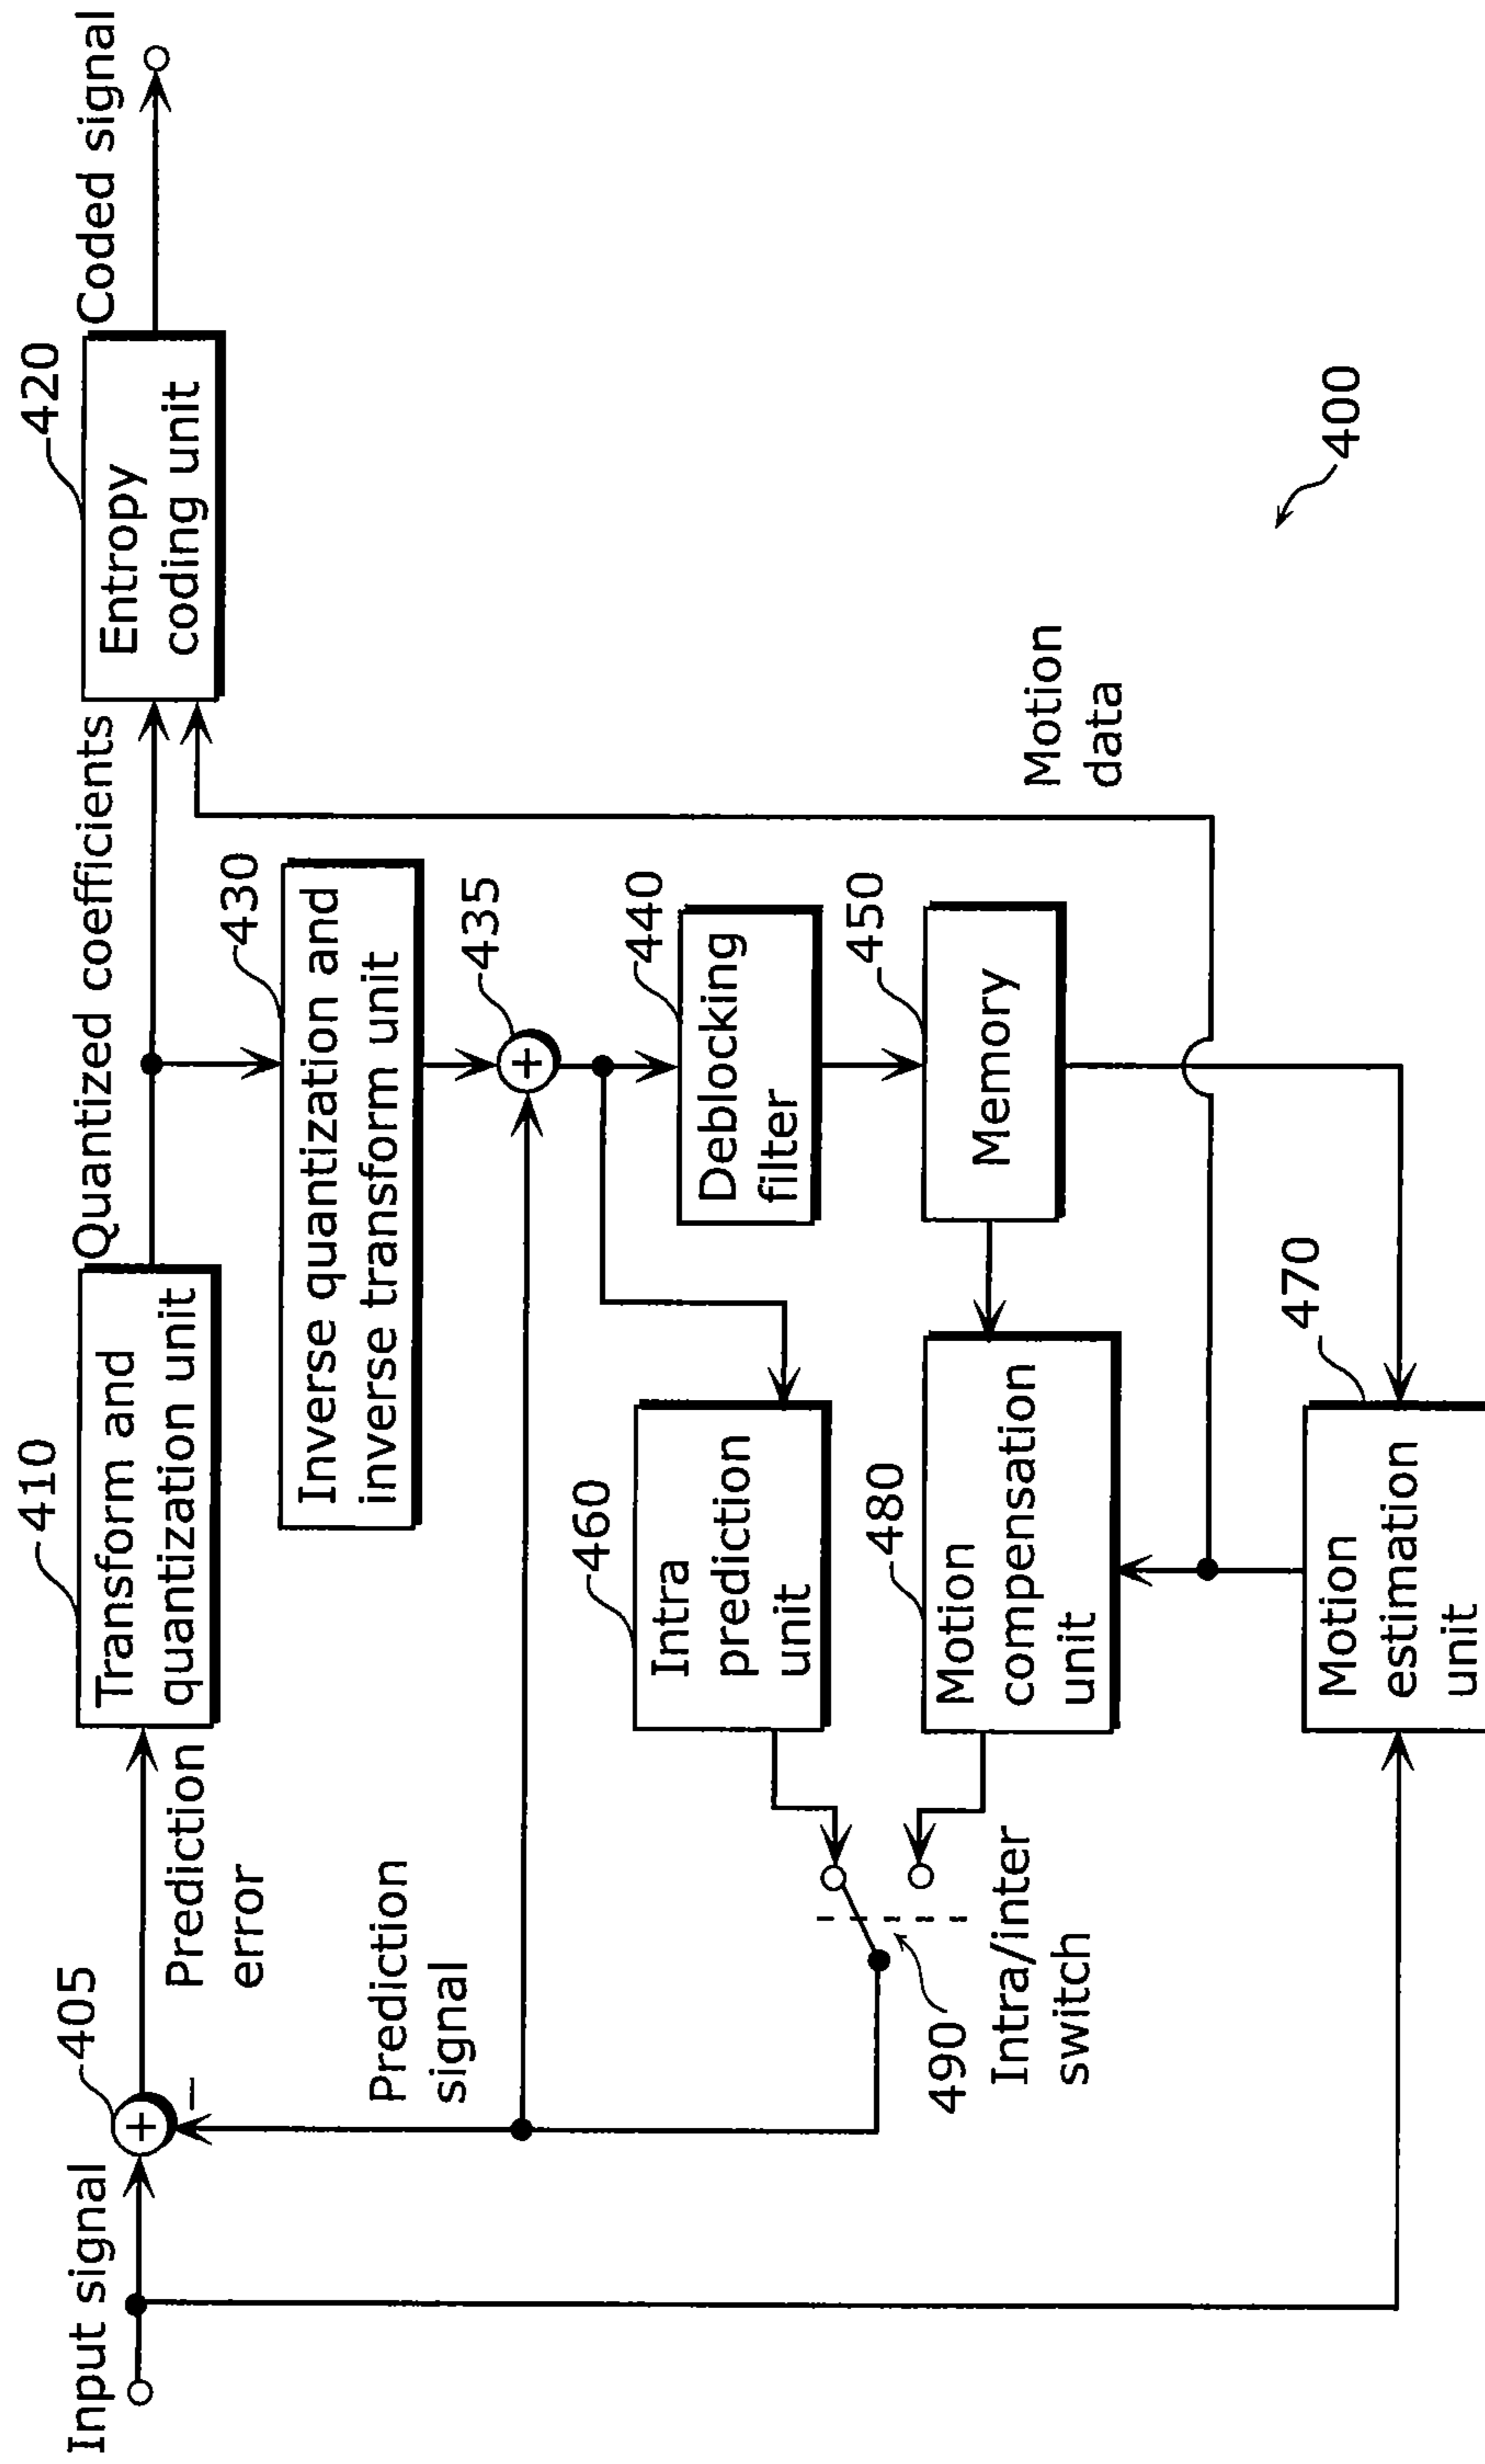 Input signal
405
Prediction
error
410
Transform and
quantization unit
Quantized coefficients
420
Entropy
coding unit
Coded signal
430
Inverse quantization and
inverse transform unit
Prediction
signal
435
+
+
−
440
Deblocking
filter
460
Intra
prediction
unit
450
Memory
480
Motion
compensation
unit
490
Intra/inter
switch
Motion
data
470
Motion
estimation
unit
400